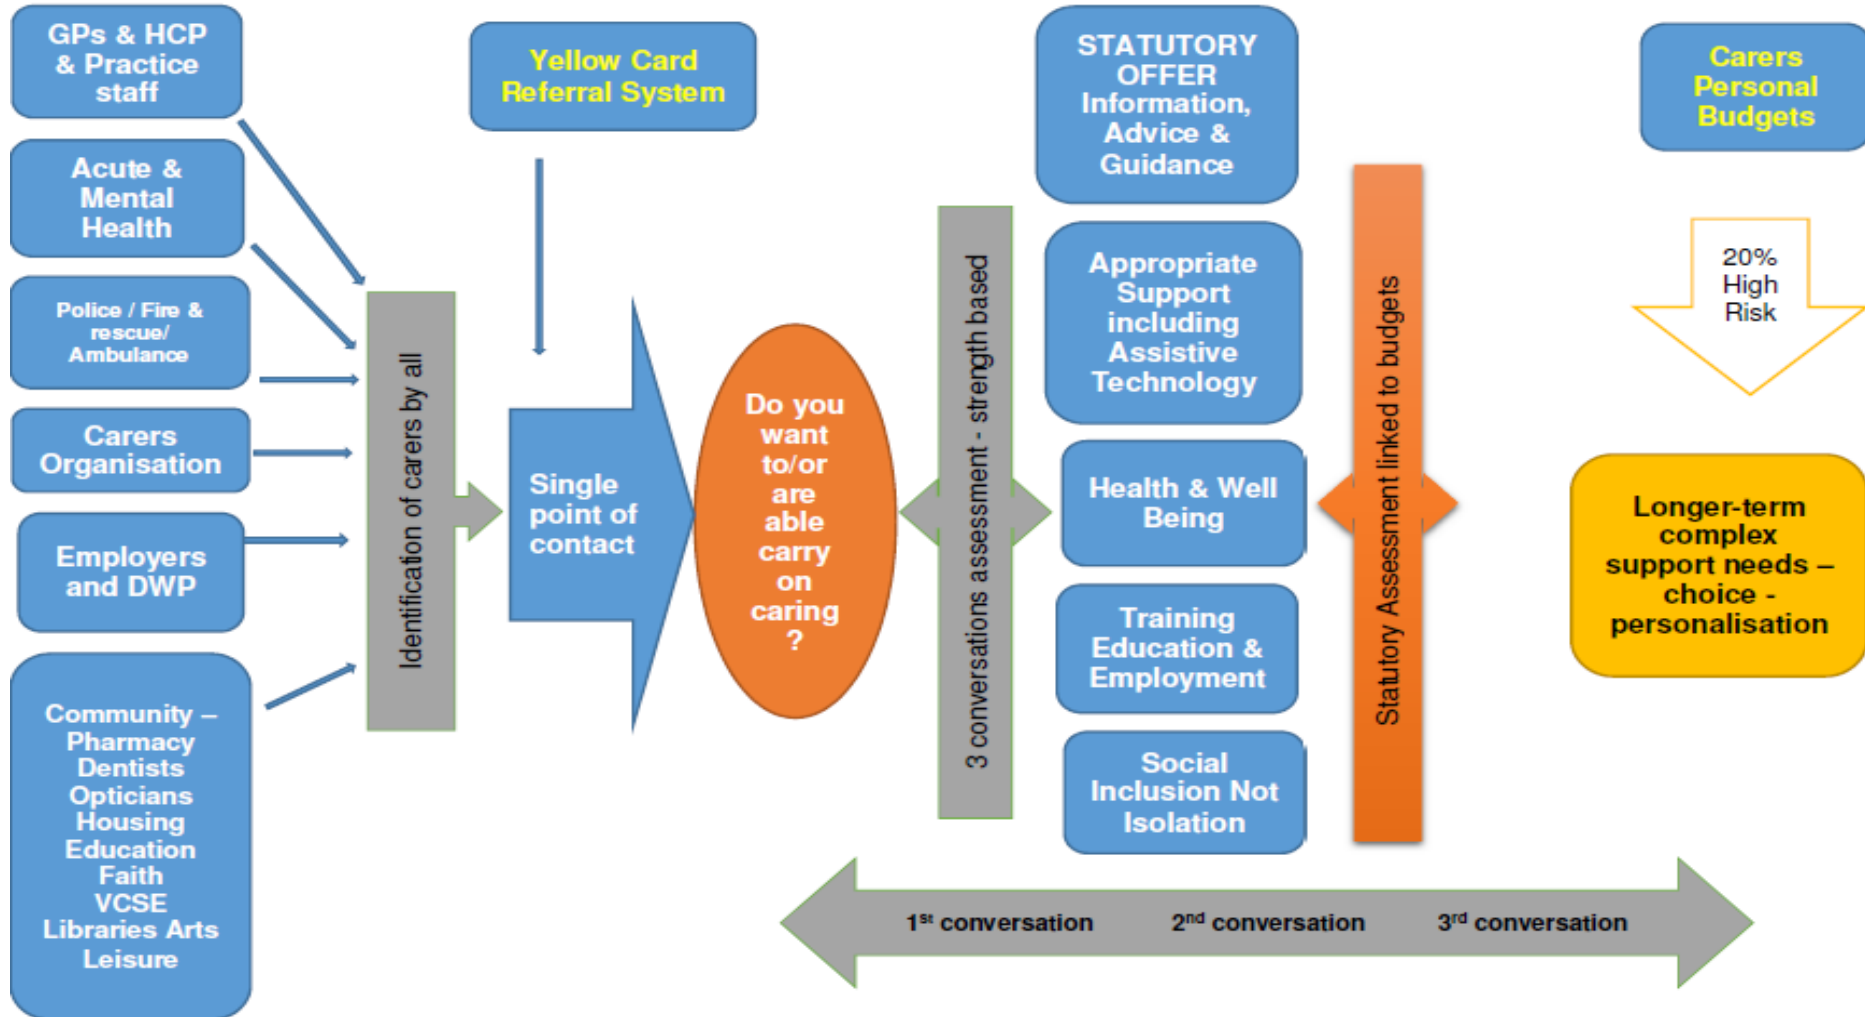 GPs & HCP
& Practice
staff
Acute &
Mental
Health
Police / Fire &
rescue/
Ambulance
Carers
Organisation
Employers
and DWP
Community –
Pharmacy
Dentists
Opticians
Housing
Education
Faith
VCSE
Libraries Arts
Leisure
Identification of carers by all
Yellow Card
Referral System
Single
point of
contact
Do you
want
to/or
are
able
carry
on
caring
?
3 conversations assessment - strength based
STATUTORY
OFFER
Information,
Advice &
Guidance
Appropriate
Support
including
Assistive
Technology
Health & Well
Being
Training
Education &
Employment
Social
Inclusion Not
Isolation
Statutory Assessment linked to budgets
Carers
Personal
Budgets
20%
High
Risk
Longer-term
complex
support needs –
choice -
personalisation
1st conversation 2nd conversation 3rd conversation